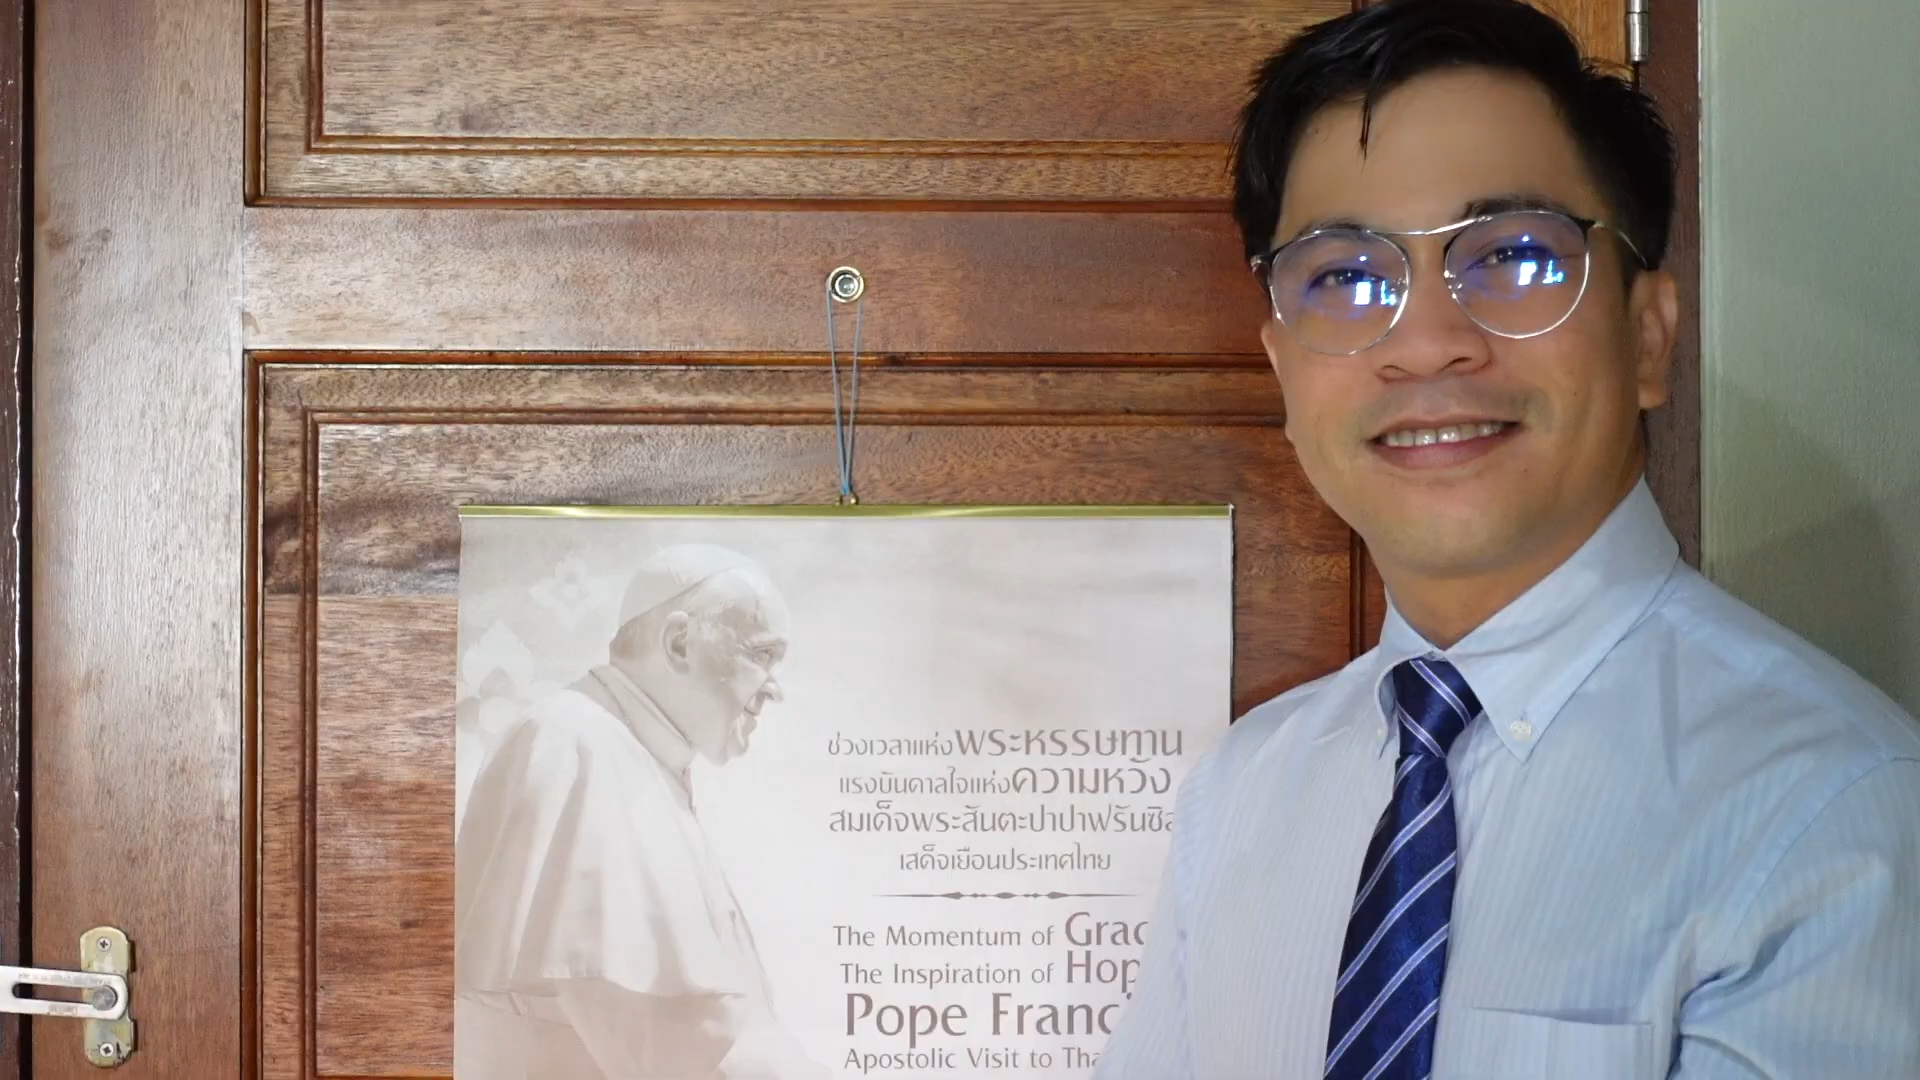 ช่วงเวลาแห่งพระหรรษทาน
แรงบันดาลใจแห่งความหวัง
สมเด็จพระสันตะปาปาฟรันซิส
เสด็จเยือนประเทศไทย
The Momentum of Grac
The Inspiration of Hop
Pope Franci
Apostolic Visit to Tha